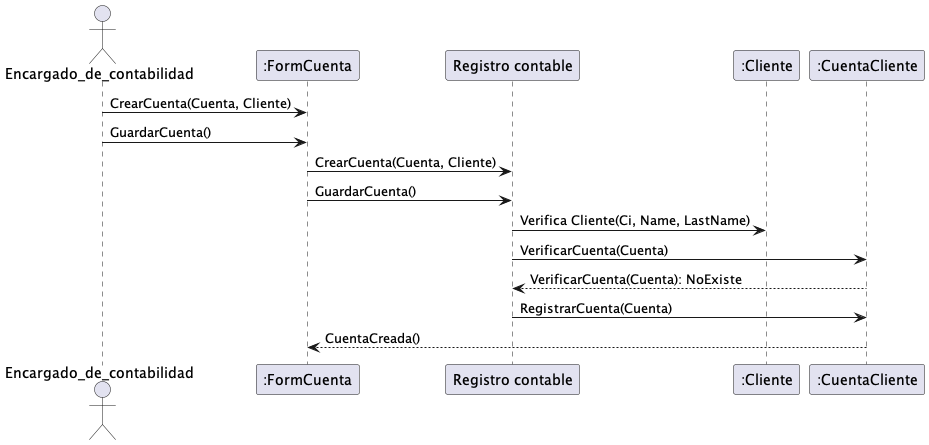 Encargado_de_contabilidad
:FormCuenta
Registro contable
:Cliente
:CuentaCliente
CrearCuenta(Cuenta, Cliente)
GuardarCuenta()
CrearCuenta(Cuenta, Cliente)
GuardarCuenta()
Verifica Cliente(Ci, Name, LastName)
VerificarCuenta(Cuenta)
VerificarCuenta(Cuenta): NoExiste
RegistrarCuenta(Cuenta)
CuentaCreada()
Encargado_de_contabilidad
:FormCuenta
Registro contable
:Cliente
:CuentaCliente